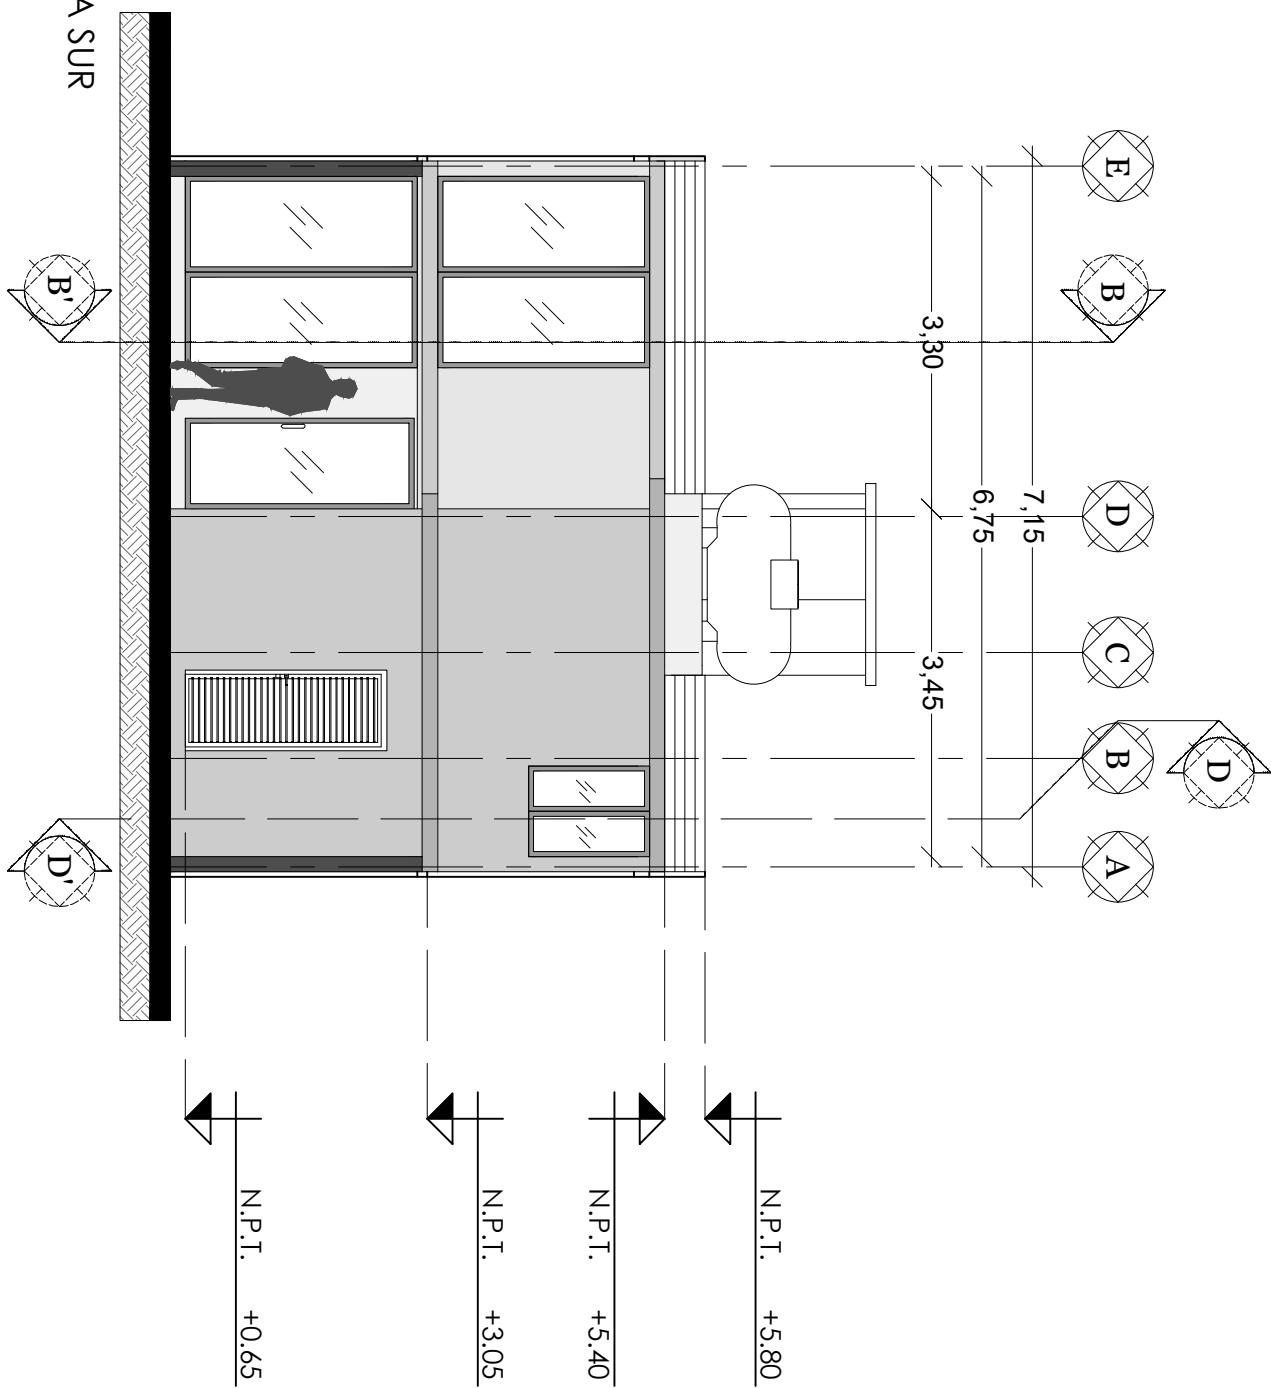 D
E B D C B A
7,15
6,75
3,30 3,45
N.P.T. +5.80
N.P.T. +5.40
N.P.T. +3.05
N.P.T. +0.65
B' D'
A SUR